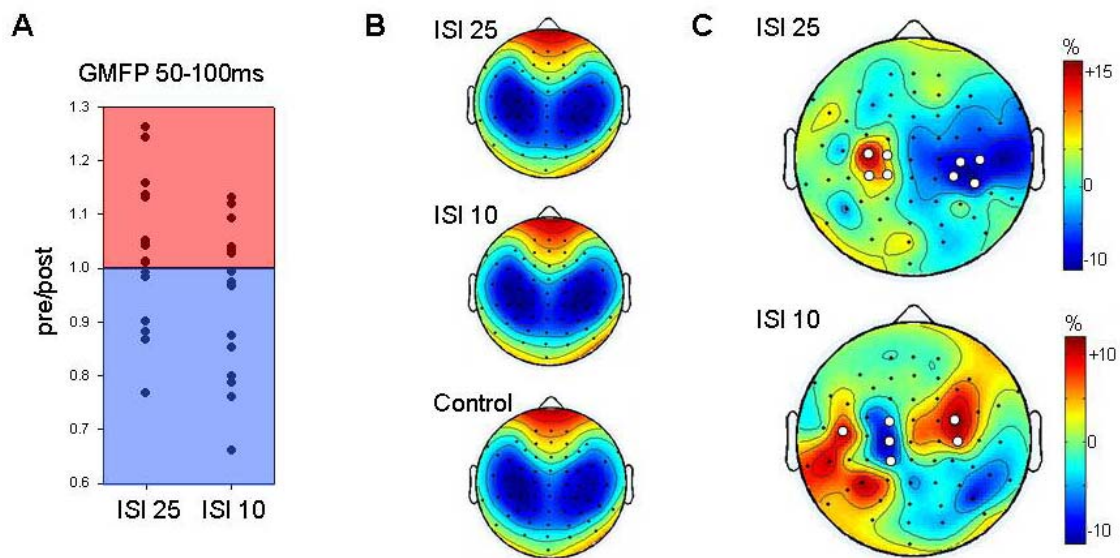 A
GMFP 50-100ms
1.3
1.2
1.1
1.0
0.9
0.8
0.7
0.6
pre/post
ISI 25 ISI 10
B
ISI 25
ISI 10
Control
C
ISI 25
%
+15
0
-10
ISI 10
%
+10
0
-10